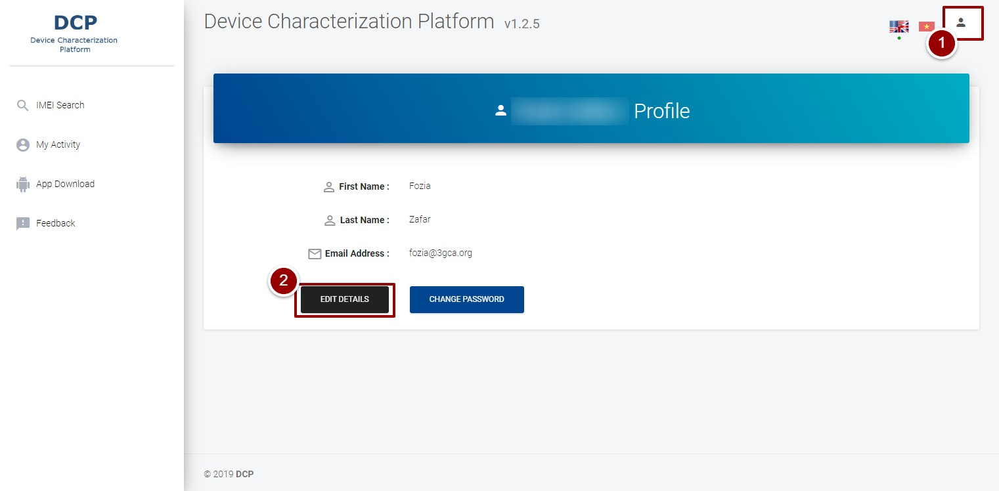 DCP
Device Characterization
Platform
IMEI Search
My Activity
App Download
Feedback
Device Characterization Platform v1.2.5
1
Profile
First Name : Fozia
Last Name : Zafar
Email Address : fozia@3gca.org
2
EDIT DETAILS CHANGE PASSWORD
© 2019 DCP